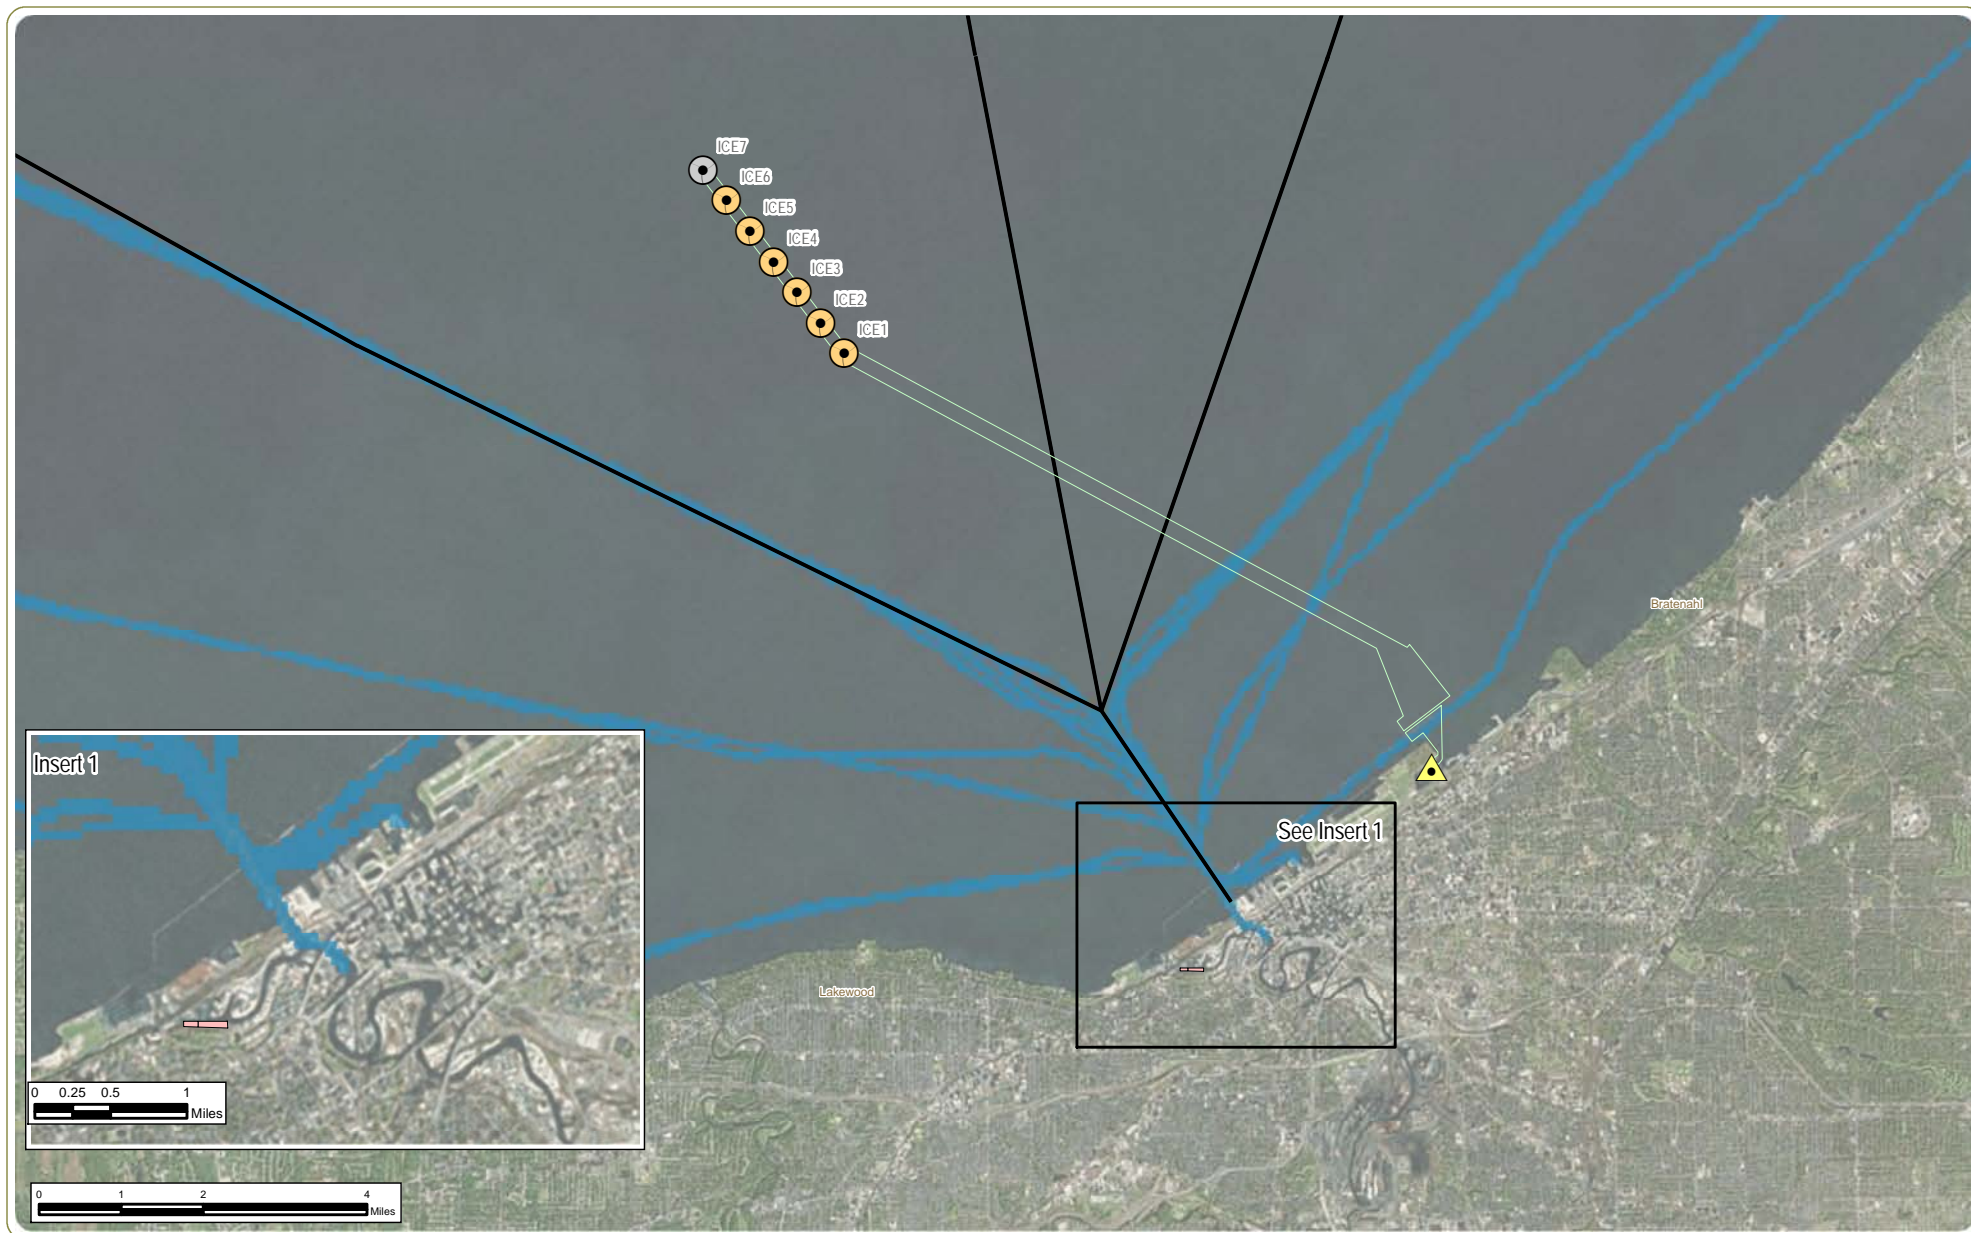 ICE7
ICE6
ICE5
ICE4
ICE3
ICE2
ICE1
Bratenahl
Insert 1
See Insert 1
Lakewood
0 0.25 0.5 1
Miles
0 1 2 4
Miles